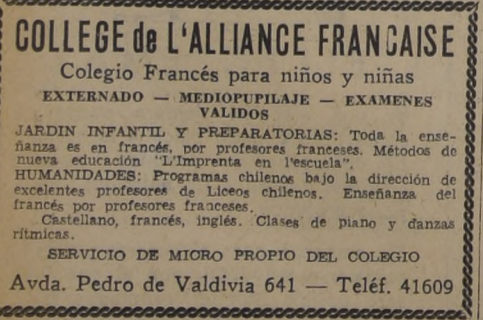 COLLEGE de L'ALLIANCE FRANCAISE
Colegio Francés para niños y niñas
EXTERNADO — MEDIOPUPILAJE — EXAMENES
VALIDOS
JARDIN INFANTIL Y PREPARATORIAS: Toda la ense-
ñanza es en francés, por profesores franceses. Métodos de
nueva educación "L'Imprenta en l'escuela".
HUMANIDADES: Programas chilenos bajo la dirección de
excelentes profesores de Liceos chilenos. Enseñanza del
francés por profesores franceses.
Castellano, francés, inglés. Clases de piano y danzas
rítmicas.
SERVICIO DE MICRO PROPIO DEL COLEGIO
Avda. Pedro de Valdivia 641 — Teléf. 41609